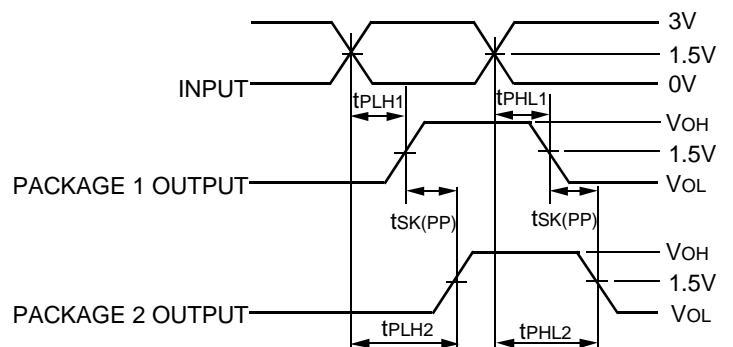 3V
1.5V
INPUT
0V
tPLH1
tPHL1
VOH
1.5V
PACKAGE 1 OUTPUT
VOL
tSK(PP)
tSK(PP)
VOH
1.5V
PACKAGE 2 OUTPUT
VOL
tPLH2
tPHL2